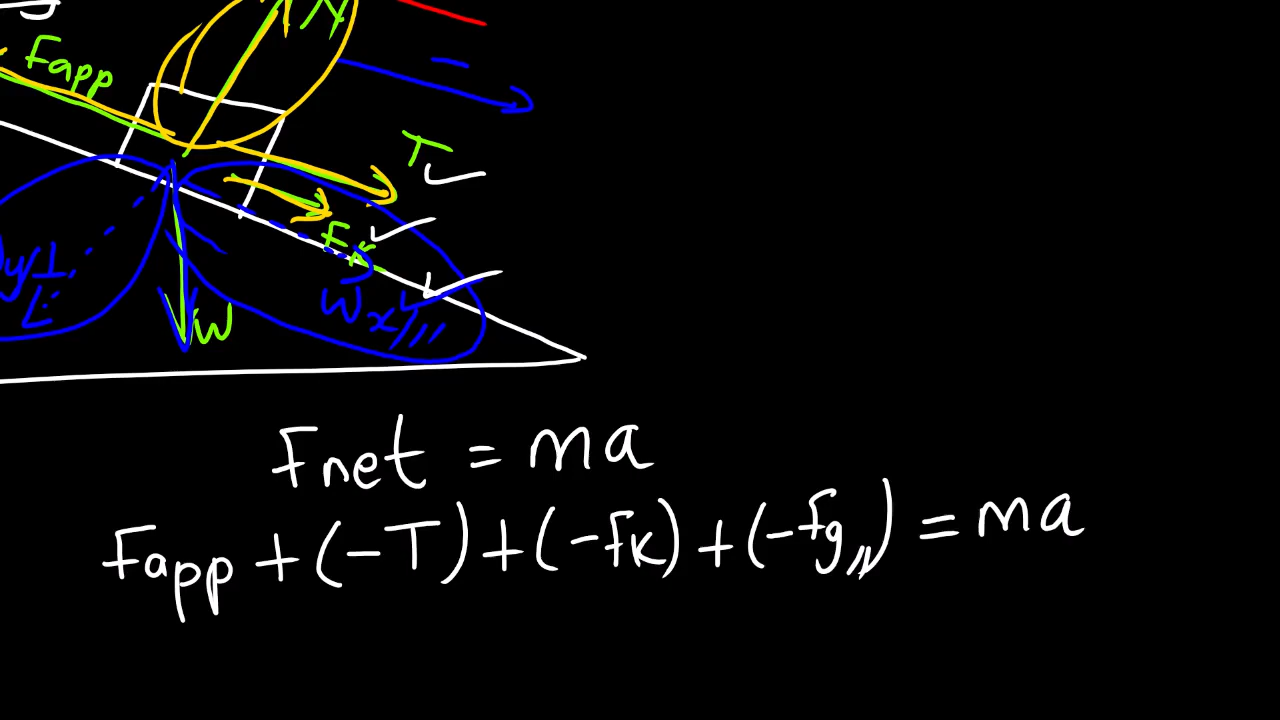 N
Fapp
T
Fk
y/⊥
Wx///
W
Fnet = ma
Fapp + (-T) + (-fk) + (-fg//) = ma